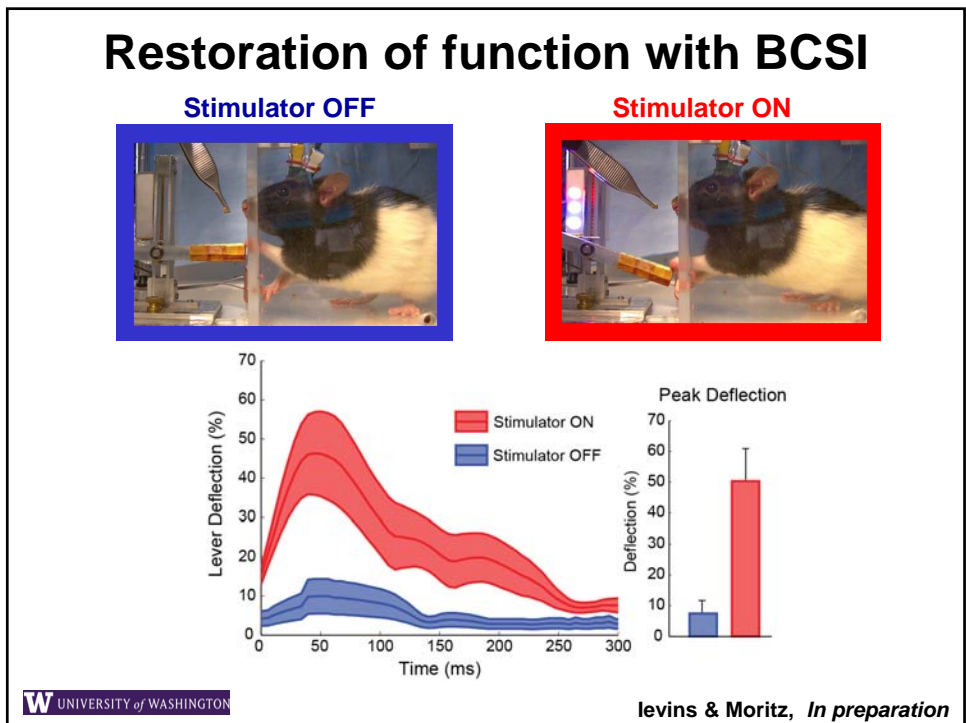 Restoration of function with BCSI
Stimulator OFF
Stimulator ON
70
60
50
40
30
20
10
0
Lever Deflection (%)
0 50 100 150 200 250 300
Time (ms)
Stimulator ON
Stimulator OFF
Peak Deflection
70
60
50
40
30
20
10
0
Deflection (%)
W UNIVERSITY of WASHINGTON
Ievins & Moritz, In preparation